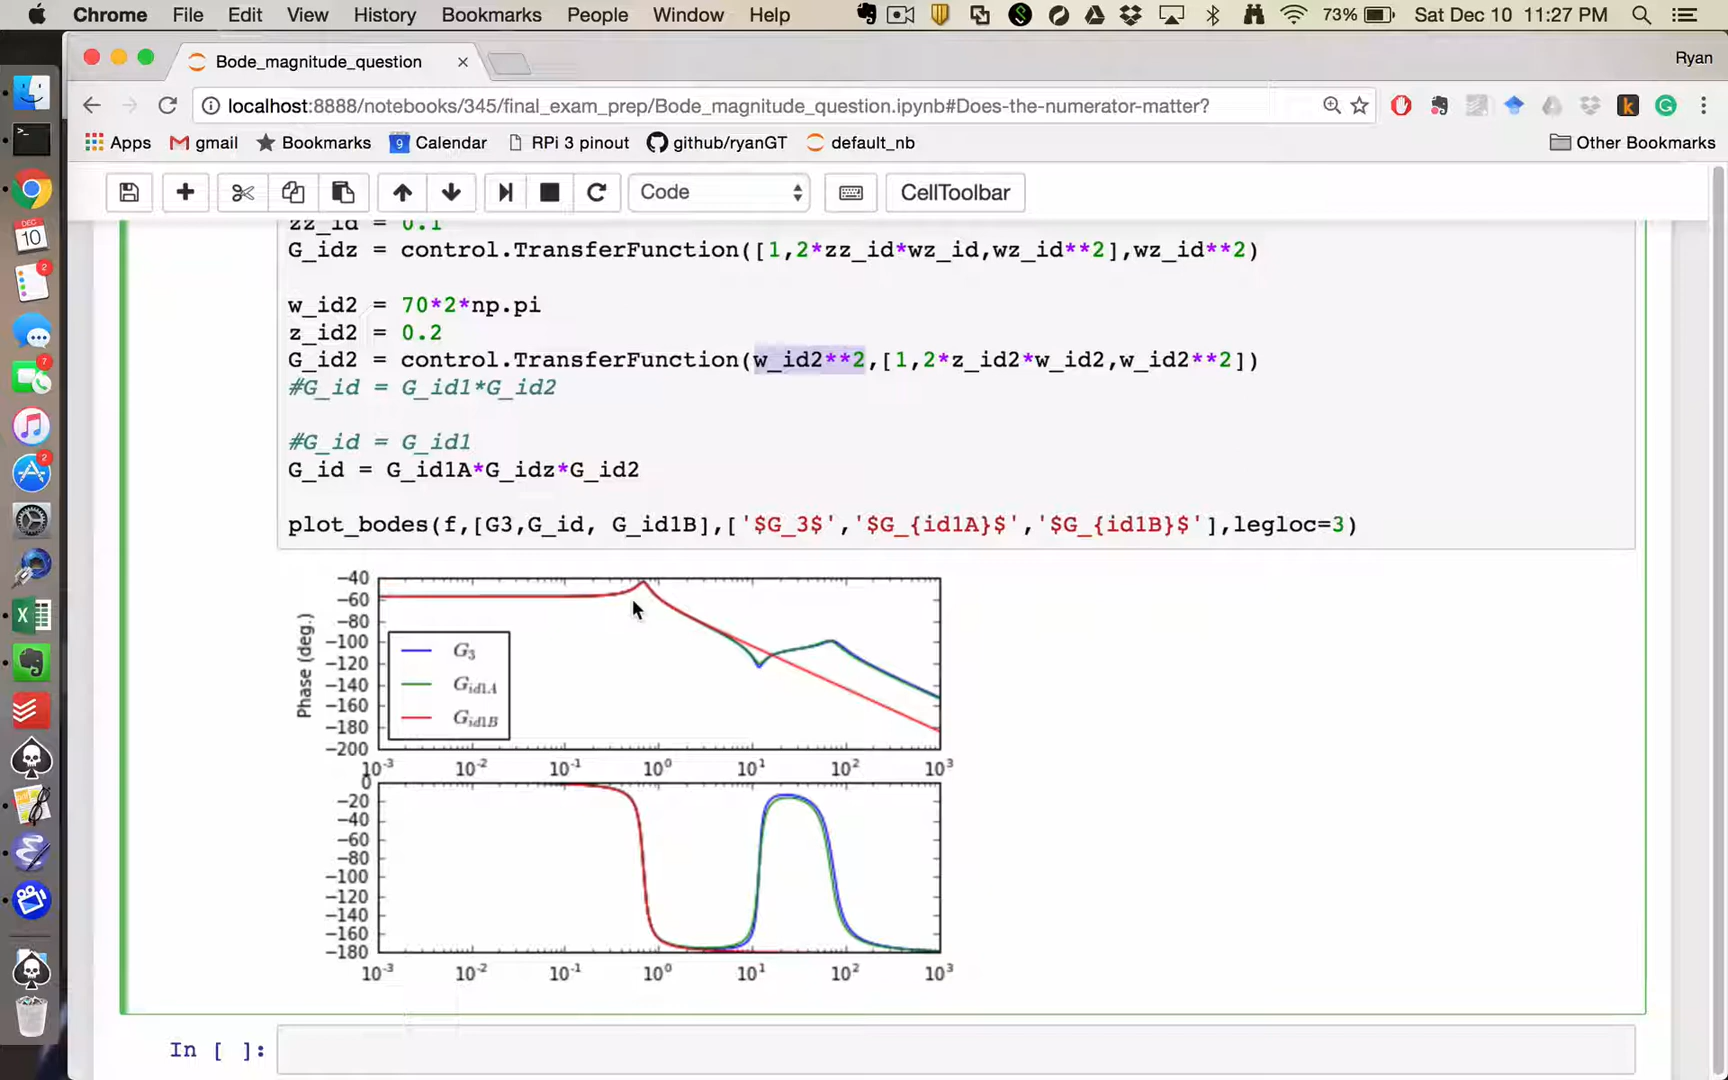 Chrome File Edit View History Bookmarks People Window Help 73% Sat Dec 10 11:27 PM
Bode_magnitude_question
Ryan
localhost:8888/notebooks/345/final_exam_prep/Bode_magnitude_question.ipynb#Does-the-numerator-matter?
Apps gmail Bookmarks Calendar RPi 3 pinout github/ryanGT default_nb Other Bookmarks
Code CellToolbar
zz_id = 0.1
G_idz = control.TransferFunction([1,2*zz_id*wz_id,wz_id**2],wz_id**2)
w_id2 = 70*2*np.pi
z_id2 = 0.2
G_id2 = control.TransferFunction(w_id2**2,[1,2*z_id2*w_id2,w_id2**2])
#G_id = G_id1*G_id2
#G_id = G_id1
G_id = G_id1A*G_idz*G_id2
plot_bodes(f,[G3,G_id, G_id1B],['$G_3$','$G_{id1A}$','$G_{id1B}$'],legloc=3)
Phase (deg.)
−40
−60
−80
−100
−120
−140
−160
−180
−200
G₃
G_id1A
G_id1B
10⁻³ 10⁻² 10⁻¹ 10⁰ 10¹ 10² 10³
0
−20
−40
−60
−80
−100
−120
−140
−160
−180
10⁻³ 10⁻² 10⁻¹ 10⁰ 10¹ 10² 10³
In [ ]: